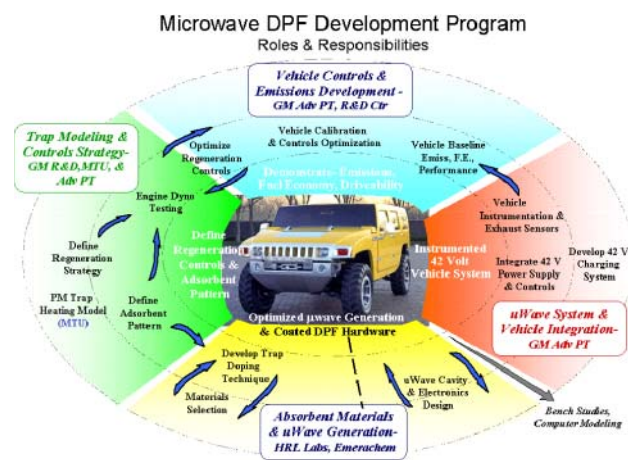 Microwave DPF Development Program
Roles & Responsibilities
Vehicle Controls &
Emissions Development -
GM Adv PT, R&D Ctr
Trap Modeling &
Controls Strategy-
GM R&D,MTU, &
Adv PT
Optimize
Regeneration
Controls
Vehicle Calibration
& Controls Optimization
Vehicle Baseline
Emiss, F.E.,
Performance
Demonstrate- Emissions,
Fuel Economy, Driveability
Engine Dyno
Testing
Vehicle
Instrumentation &
Exhaust Sensors
Define
Regeneration
Strategy
Define
Regeneration
Controls &
Adsorbent
Pattern
Instrumented
42 Volt
Vehicle System
Integrate 42 V
Power Supply
& Controls
Develop 42 V
Charging
System
PM Trap
Heating Model
(MTU)
Define
Adsorbent
Pattern
Optimized µwave Generation
& Coated DPF Hardware
uWave System &
Vehicle Integration-
GM Adv PT
Develop Trap
Doping
Technique
Materials
Selection
uWave Cavity
& Electronics
Design
Absorbent Materials
& uWave Generation-
HRL Labs, Emerachem
Bench Studies,
Computer Modeling